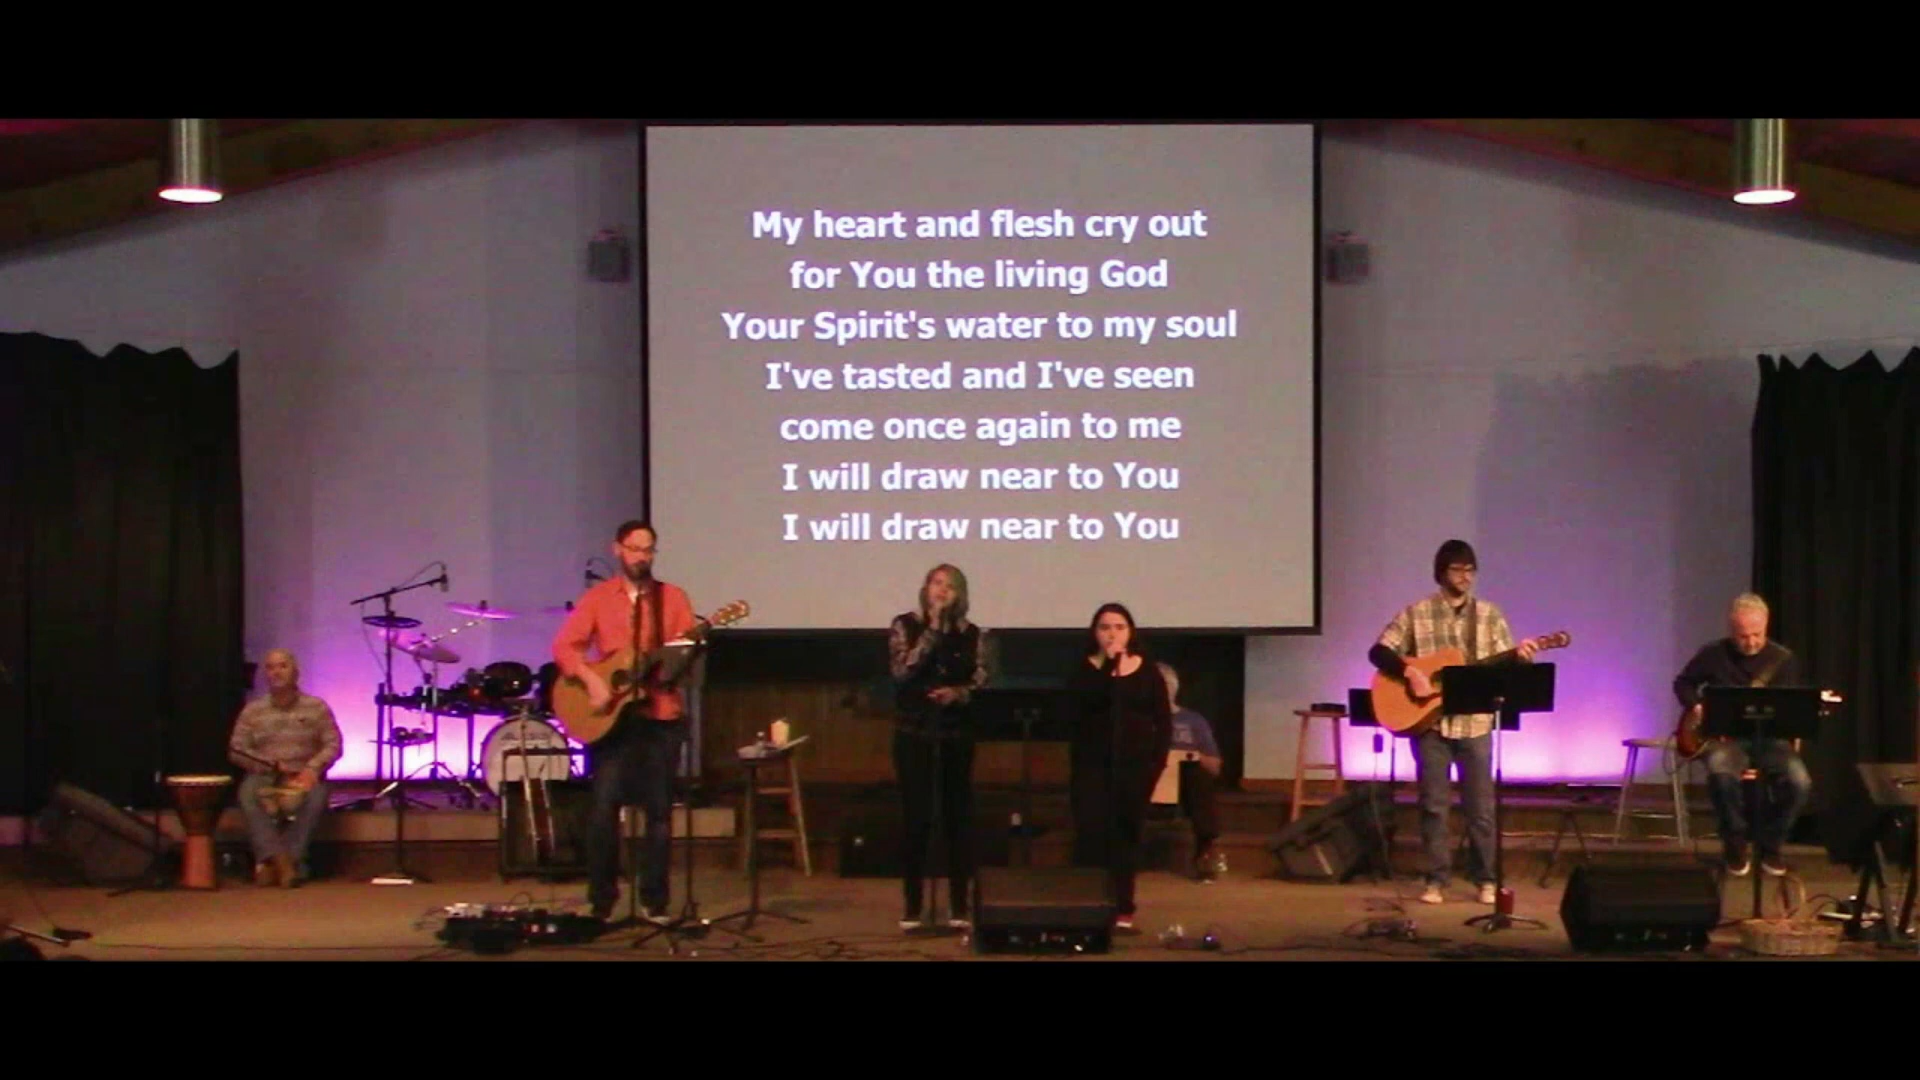 My heart and flesh cry out
for You the living God
Your Spirit's water to my soul
I've tasted and I've seen
come once again to me
I will draw near to You
I will draw near to You